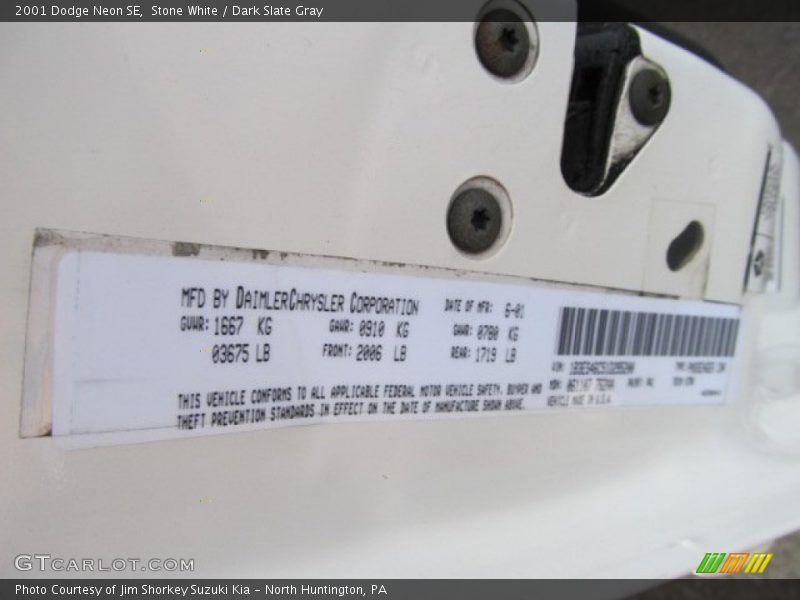 2001 Dodge Neon SE,  Stone White / Dark Slate Gray
MFD BY DAIMLERCHRYSLER CORPORATION DATE OF MFR: 6-01
GVWR: 1667 KG GAWR: 0910 KG GAWR: 0780 KG
03675 LB FRONT: 2006 LB REAR: 1719 LB
THIS VEHICLE CONFORMS TO ALL APPLICABLE FEDERAL MOTOR VEHICLE SAFETY, BUMPER AND
THEFT PREVENTION STANDARDS IN EFFECT ON THE DATE OF MANUFACTURE SHOWN ABOVE.
VIN:
MDH:
VEHICLE MADE IN U.S.A.
GTCARLOT.COM
Photo Courtesy of Jim Shorkey Suzuki Kia – North Huntington, PA